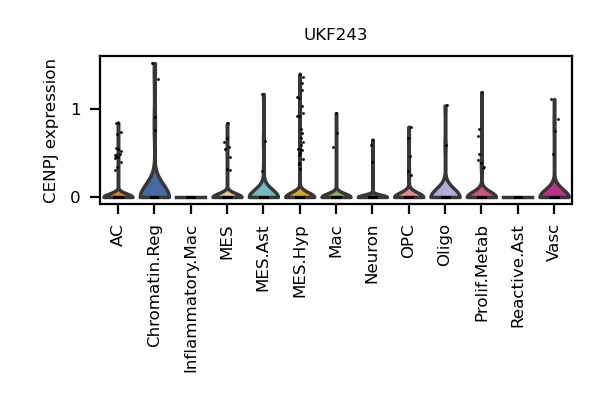 UKF243
CENPJ expression
1
0
AC
Chromatin.Reg
Inflammatory.Mac
MES
MES.Ast
MES.Hyp
Mac
Neuron
OPC
Oligo
Prolif.Metab
Reactive.Ast
Vasc